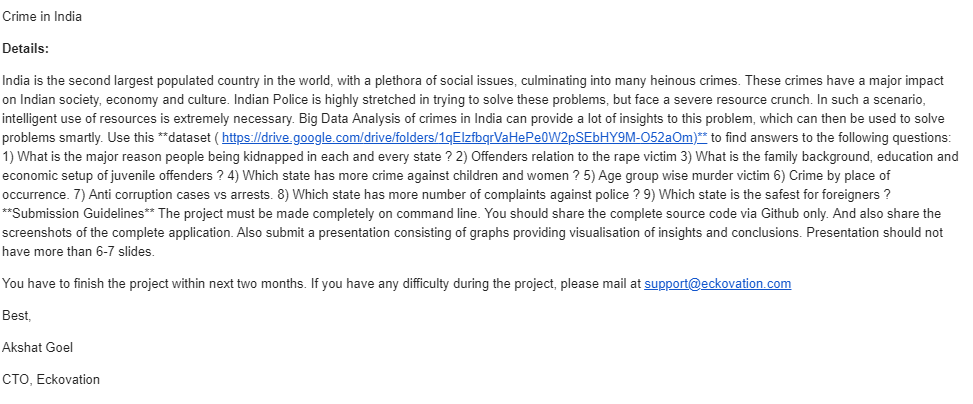 Crime in India
Details:
India is the second largest populated country in the world, with a plethora of social issues, culminating into many heinous crimes. These crimes have a major impact
on Indian society, economy and culture. Indian Police is highly stretched in trying to solve these problems, but face a severe resource crunch. In such a scenario,
intelligent use of resources is extremely necessary. Big Data Analysis of crimes in India can provide a lot of insights to this problem, which can then be used to solve
problems smartly. Use this **dataset ( https://drive.google.com/drive/folders/1qEIzfbqrVaHePe0W2pSEbHY9M-O52aOm)** to find answers to the following questions:
1) What is the major reason people being kidnapped in each and every state ? 2) Offenders relation to the rape victim 3) What is the family background, education and
economic setup of juvenile offenders ? 4) Which state has more crime against children and women ? 5) Age group wise murder victim 6) Crime by place of
occurrence. 7) Anti corruption cases vs arrests. 8) Which state has more number of complaints against police ? 9) Which state is the safest for foreigners ?
**Submission Guidelines** The project must be made completely on command line. You should share the complete source code via Github only. And also share the
screenshots of the complete application. Also submit a presentation consisting of graphs providing visualisation of insights and conclusions. Presentation should not
have more than 6-7 slides.
You have to finish the project within next two months. If you have any difficulty during the project, please mail at support@eckovation.com
Best,
Akshat Goel
CTO, Eckovation